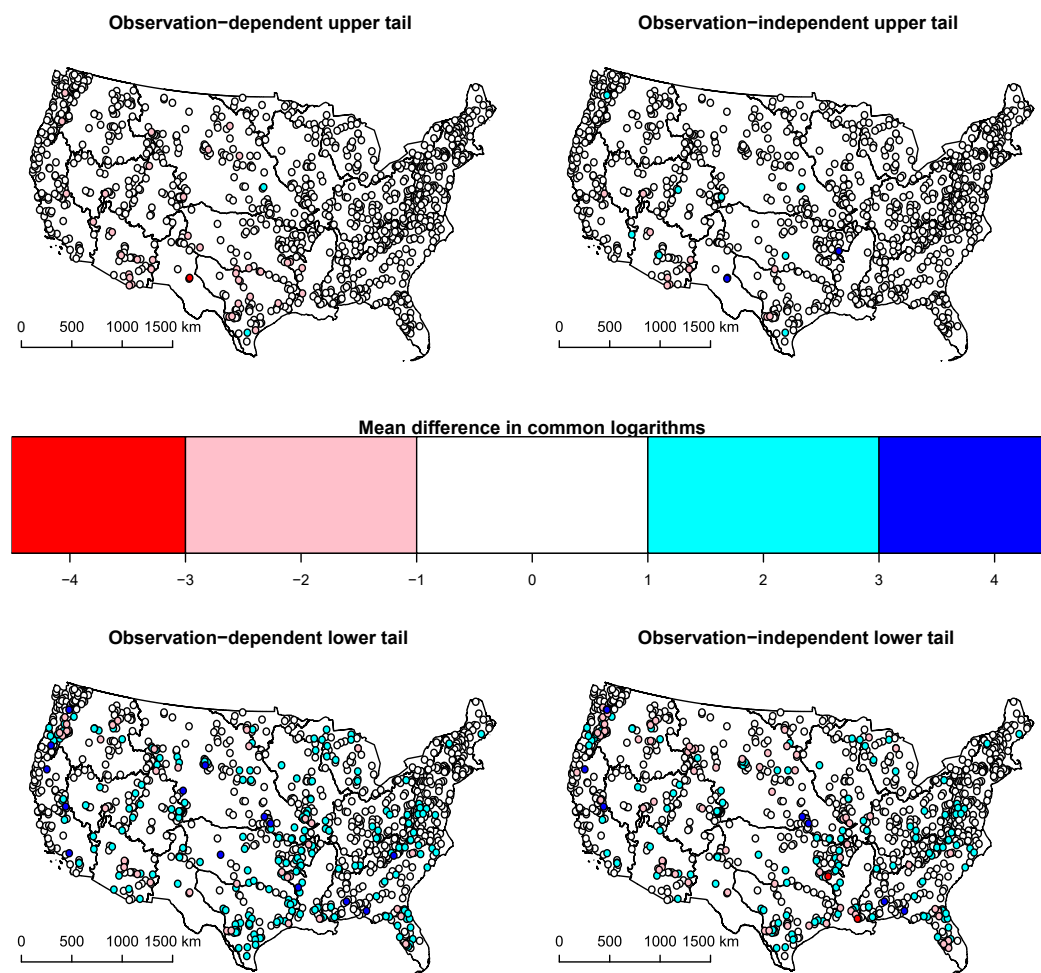 Observation−dependent upper tail
Observation−independent upper tail
0 500 1000 1500 km
0 500 1000 1500 km
Mean difference in common logarithms
−4 −3 −2 −1 0 1 2 3 4
Observation−dependent lower tail
Observation−independent lower tail
0 500 1000 1500 km
0 500 1000 1500 km